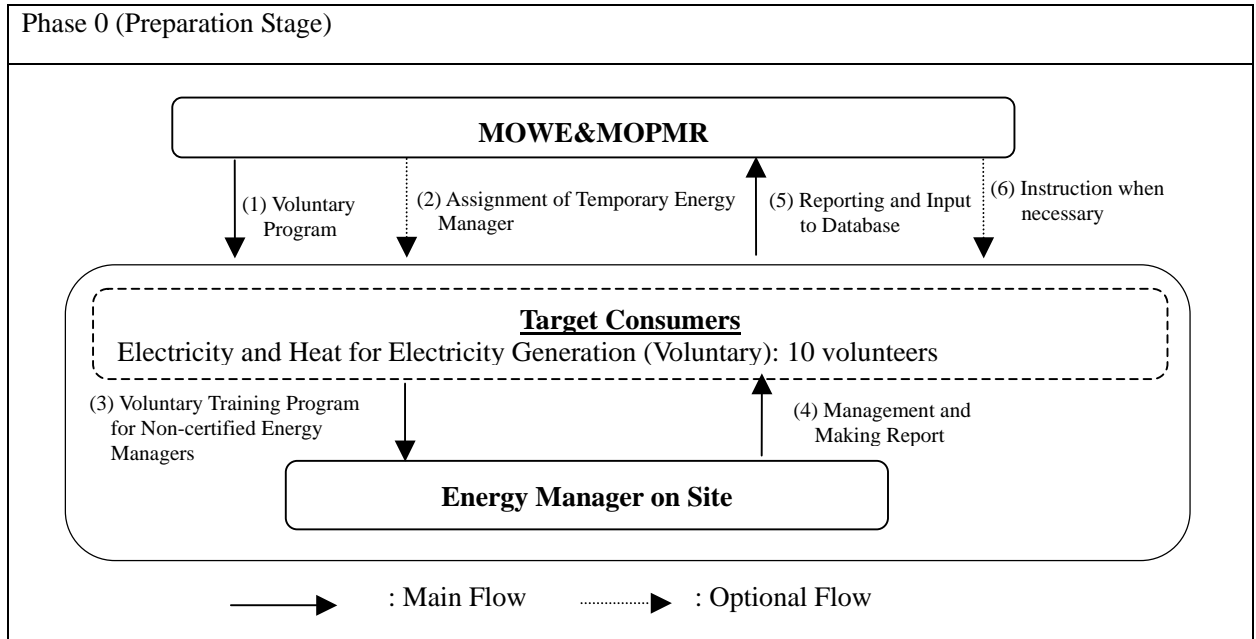 Phase 0 (Preparation Stage)
MOWE&MOPMR
(1) Voluntary
Program
(2) Assignment of Temporary Energy
Manager
(5) Reporting and Input
to Database
(6) Instruction when
necessary
Target Consumers
Electricity and Heat for Electricity Generation (Voluntary): 10 volunteers
(3) Voluntary Training Program
for Non-certified Energy
Managers
(4) Management and
Making Report
Energy Manager on Site
: Main Flow
: Optional Flow